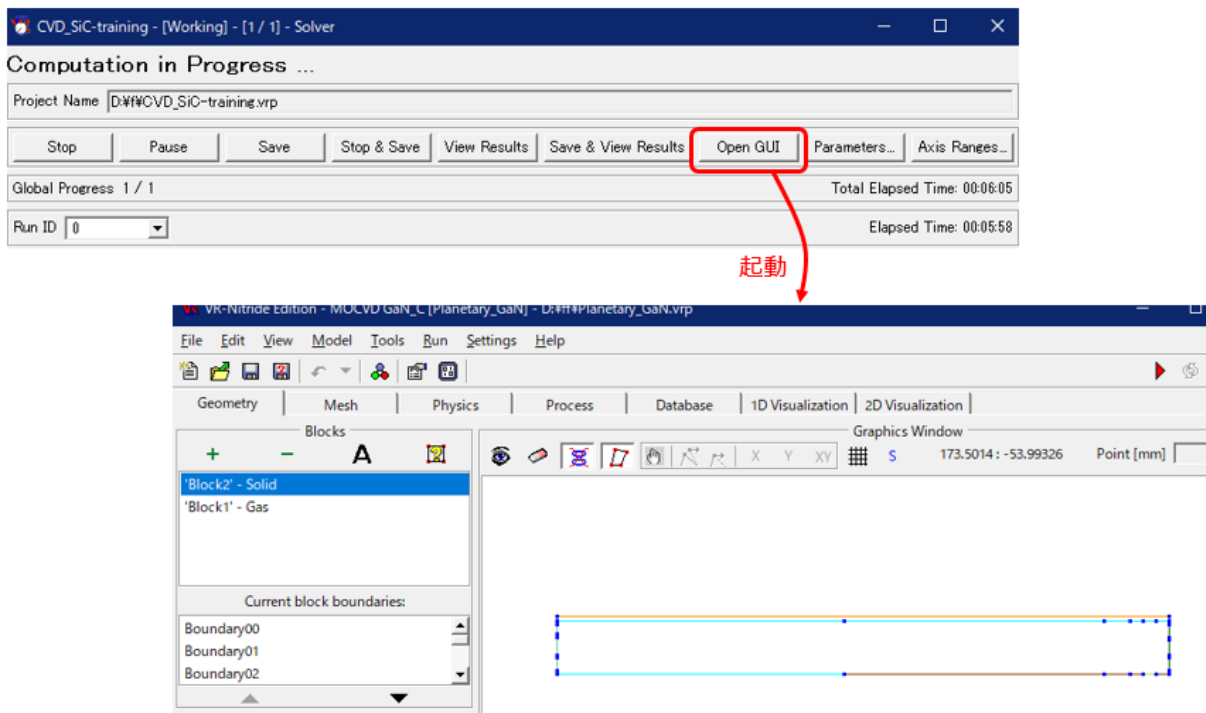 CVD_SiC-training - [Working] - [1 / 1] - Solver
Computation in Progress ...
Project Name D:¥f¥CVD_SiC-training.vrp
Stop Pause Save Stop & Save View Results Save & View Results Open GUI Parameters... Axis Ranges...
Global Progress 1 / 1 Total Elapsed Time: 00:06:05
Run ID 0 Elapsed Time: 00:05:58
起動
VR-Nitride Edition - MOCVD GaN_C [Planetary_GaN] - D:¥ff¥Planetary_GaN.vrp
File Edit View Model Tools Run Settings Help
Geometry Mesh Physics Process Database 1D Visualization 2D Visualization
Blocks Graphics Window
A X Y XY S 173.5014 : -53.99326 Point [mm]
'Block2' - Solid
'Block1' - Gas
Current block boundaries:
Boundary00
Boundary01
Boundary02